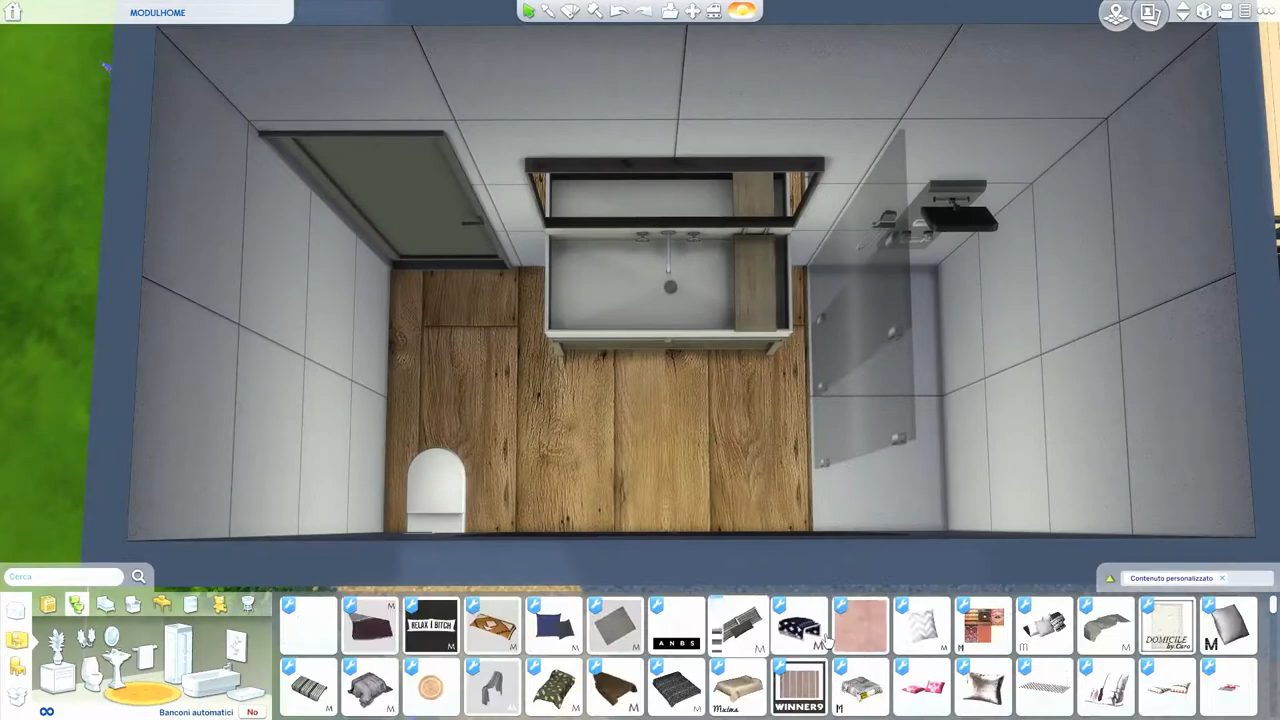 MODULHOME
Cerca
Contenuto personalizzato
RELAX I BITCH
ANBS
DOMICILE
by Caro
M
WINNER9
Mxims
Banconi automatici No